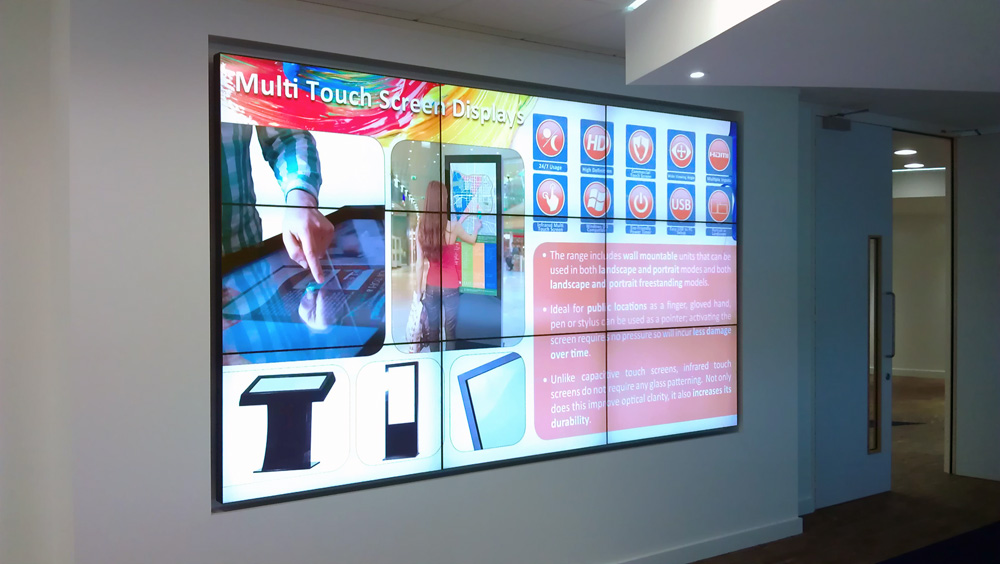 Multi Touch Screen Displays
24/7 Usage
HD
High Definition
HDMI
USB
• The range includes wall mountable units that can be
used in both landscape and portrait modes and both
landscape and portrait freestanding models.
• Ideal for public locations as a finger, gloved hand,
pen or stylus can be used as a pointer; activating the
screen requires no pressure so will incur less damage
over time.
• Unlike capacitive touch screens, infrared touch
screens do not require any glass patterning. Not only
does this improve optical clarity, it also increases its
durability.